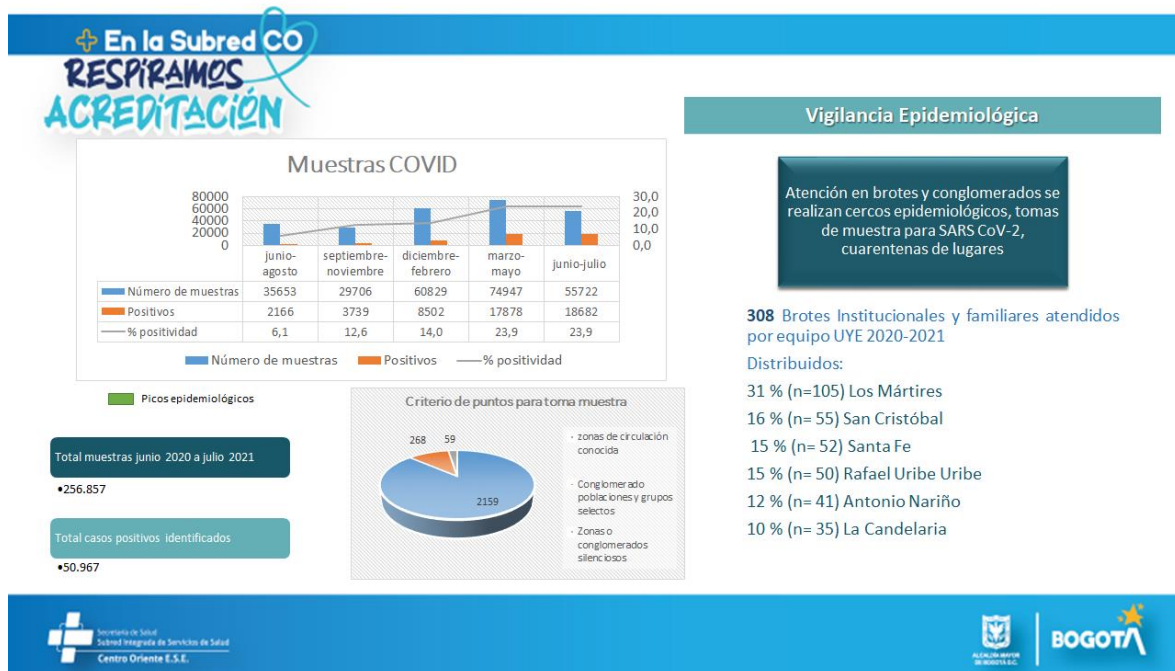 En la Subred CO
RESPIRAMOS
ACREDITACIÓN
Vigilancia Epidemiológica
Muestras COVID
80000
60000
40000
20000
0
30,0
20,0
10,0
0,0
junio-agosto septiembre-noviembre diciembre-febrero marzo-mayo junio-julio
Número de muestras 35653 29706 60829 74947 55722
Positivos 2166 3739 8502 17878 18682
% positividad 6,1 12,6 14,0 23,9 23,9
Número de muestras Positivos % positividad
Picos epidemiológicos
Total muestras junio 2020 a julio 2021
•256.857
Total casos positivos identificados
•50.967
Criterio de puntos para toma muestra
268 59
2159
- zonas de circulación
conocida
- Conglomerado
poblaciones y grupos
selectos
- Zonas o
conglomerados
silenciosos
Atención en brotes y conglomerados se
realizan cercos epidemiológicos, tomas
de muestra para SARS CoV-2,
cuarentenas de lugares
308 Brotes Institucionales y familiares atendidos
por equipo UYE 2020-2021
Distribuidos:
31 % (n=105) Los Mártires
16 % (n= 55) San Cristóbal
15 % (n= 52) Santa Fe
15 % (n= 50) Rafael Uribe Uribe
12 % (n= 41) Antonio Nariño
10 % (n= 35) La Candelaria
Secretaría de Salud
Subred Integrada de Servicios de Salud
Centro Oriente E.S.E.
ALCALDÍA MAYOR
DE BOGOTÁ D.C.
BOGOTÁ